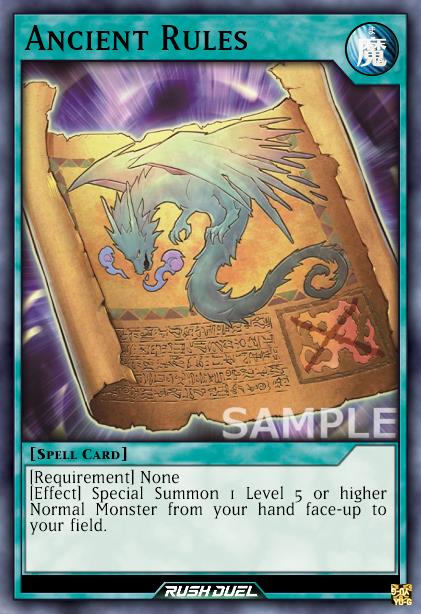 ANCIENT RULES
ま
魔
SAMPLE
[SPELL CARD]
[Requirement] None
[Effect] Special Summon 1 Level 5 or higher
Normal Monster from your hand face-up to
your field.
RUSH DUEL